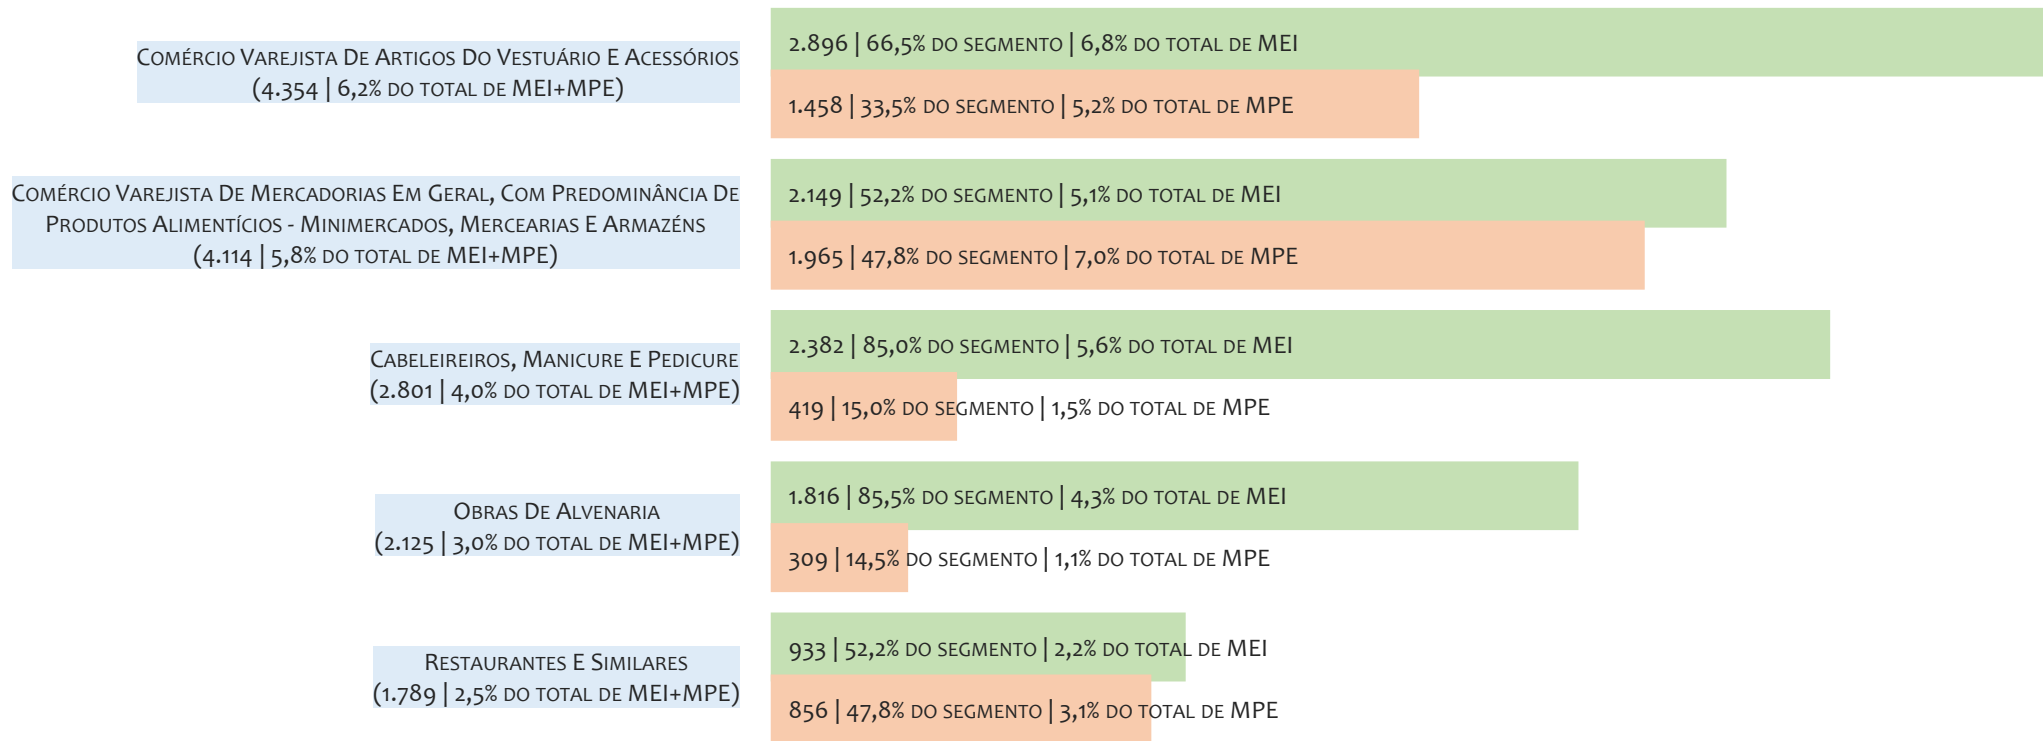 Comércio Varejista De Artigos Do Vestuário E Acessórios
(4.354 | 6,2% do total de MEI+MPE)
2.896 | 66,5% do segmento | 6,8% do total de MEI
1.458 | 33,5% do segmento | 5,2% do total de MPE
Comércio Varejista De Mercadorias Em Geral, Com Predominância De
Produtos Alimentícios - Minimercados, Mercearias E Armazéns
(4.114 | 5,8% do total de MEI+MPE)
2.149 | 52,2% do segmento | 5,1% do total de MEI
1.965 | 47,8% do segmento | 7,0% do total de MPE
Cabeleireiros, Manicure E Pedicure
(2.801 | 4,0% do total de MEI+MPE)
2.382 | 85,0% do segmento | 5,6% do total de MEI
419 | 15,0% do segmento | 1,5% do total de MPE
Obras De Alvenaria
(2.125 | 3,0% do total de MEI+MPE)
1.816 | 85,5% do segmento | 4,3% do total de MEI
309 | 14,5% do segmento | 1,1% do total de MPE
Restaurantes E Similares
(1.789 | 2,5% do total de MEI+MPE)
933 | 52,2% do segmento | 2,2% do total de MEI
856 | 47,8% do segmento | 3,1% do total de MPE